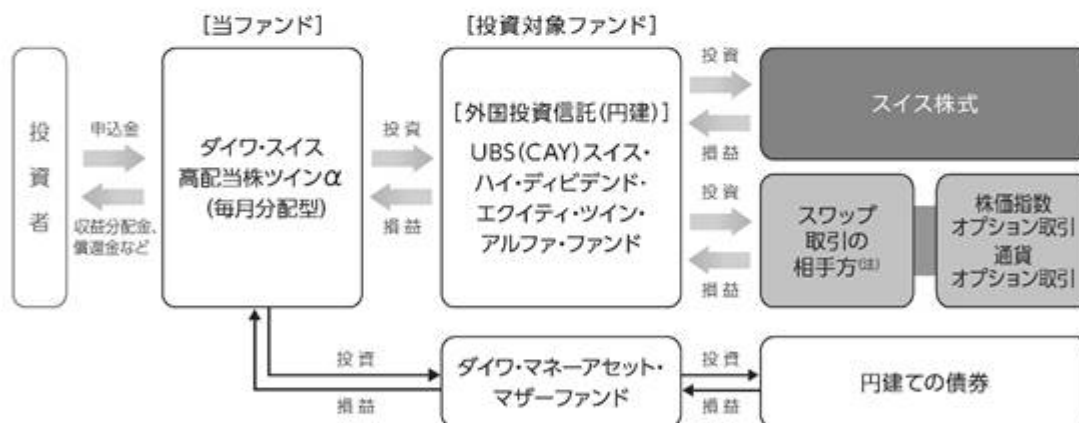 [当ファンド]
[投資対象ファンド]
投資者
申込金
収益分配金、
償還金など
ダイワ・スイス
高配当株ツインα
(毎月分配型)
投資
損益
[外国投資信託(円建)]
UBS(CAY)スイス・
ハイ・ディビデンド・
エクイティ・ツイン・
アルファ・ファンド
投資
損益
スイス株式
投資
損益
スワップ
取引の
相手方(注)
株価指数
オプション取引
通貨
オプション取引
投資
損益
ダイワ・マネーアセット・
マザーファンド
投資
損益
円建ての債券